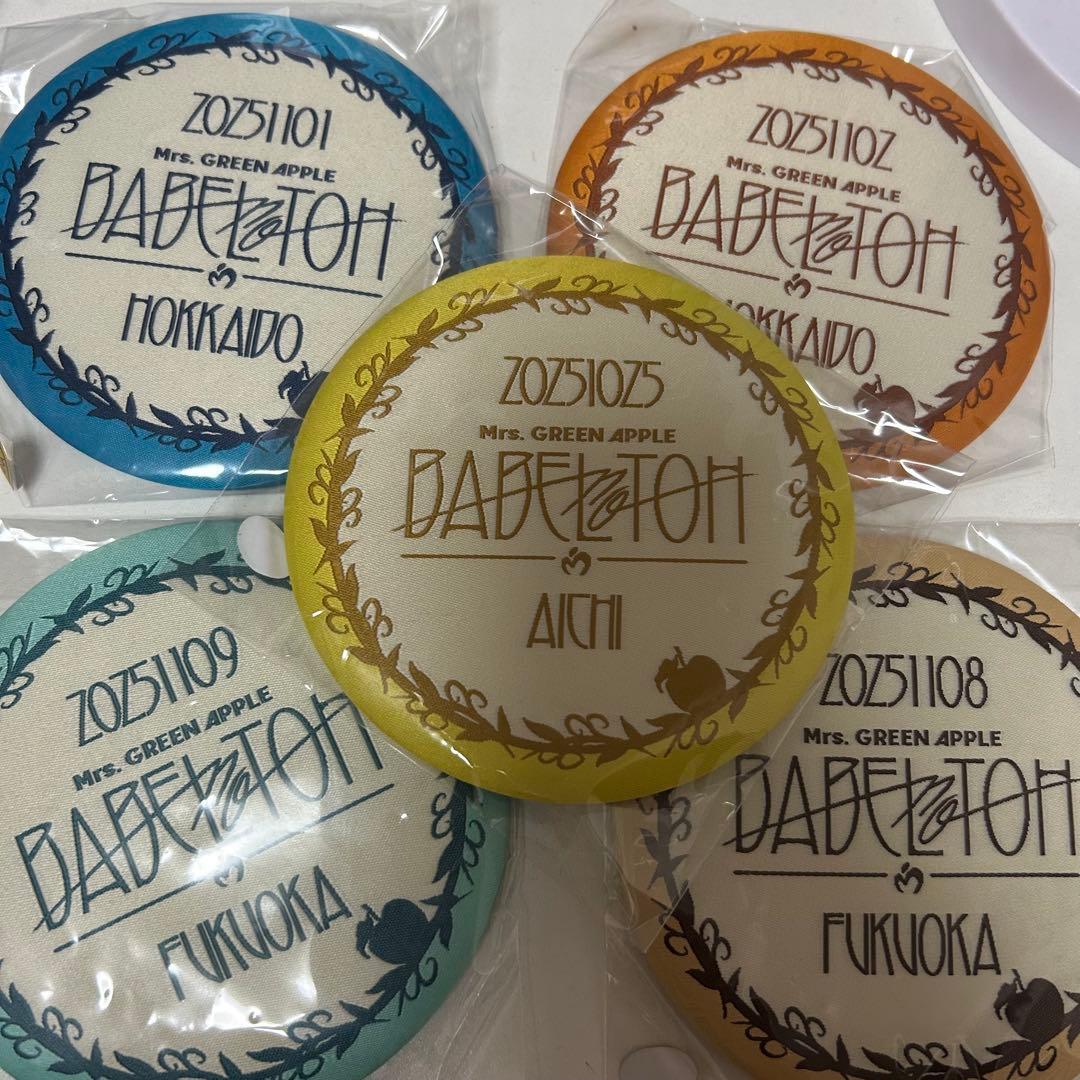 20251101
Mrs. GREEN APPLE
BABEL no TOH
HOKKAIDO
20251102
Mrs. GREEN APPLE
BABEL no TOH
HOKKAIDO
20251025
Mrs. GREEN APPLE
BABEL no TOH
AICHI
20251109
Mrs. GREEN APPLE
BABEL no TOH
FUKUOKA
20251108
Mrs. GREEN APPLE
BABEL no TOH
FUKUOKA